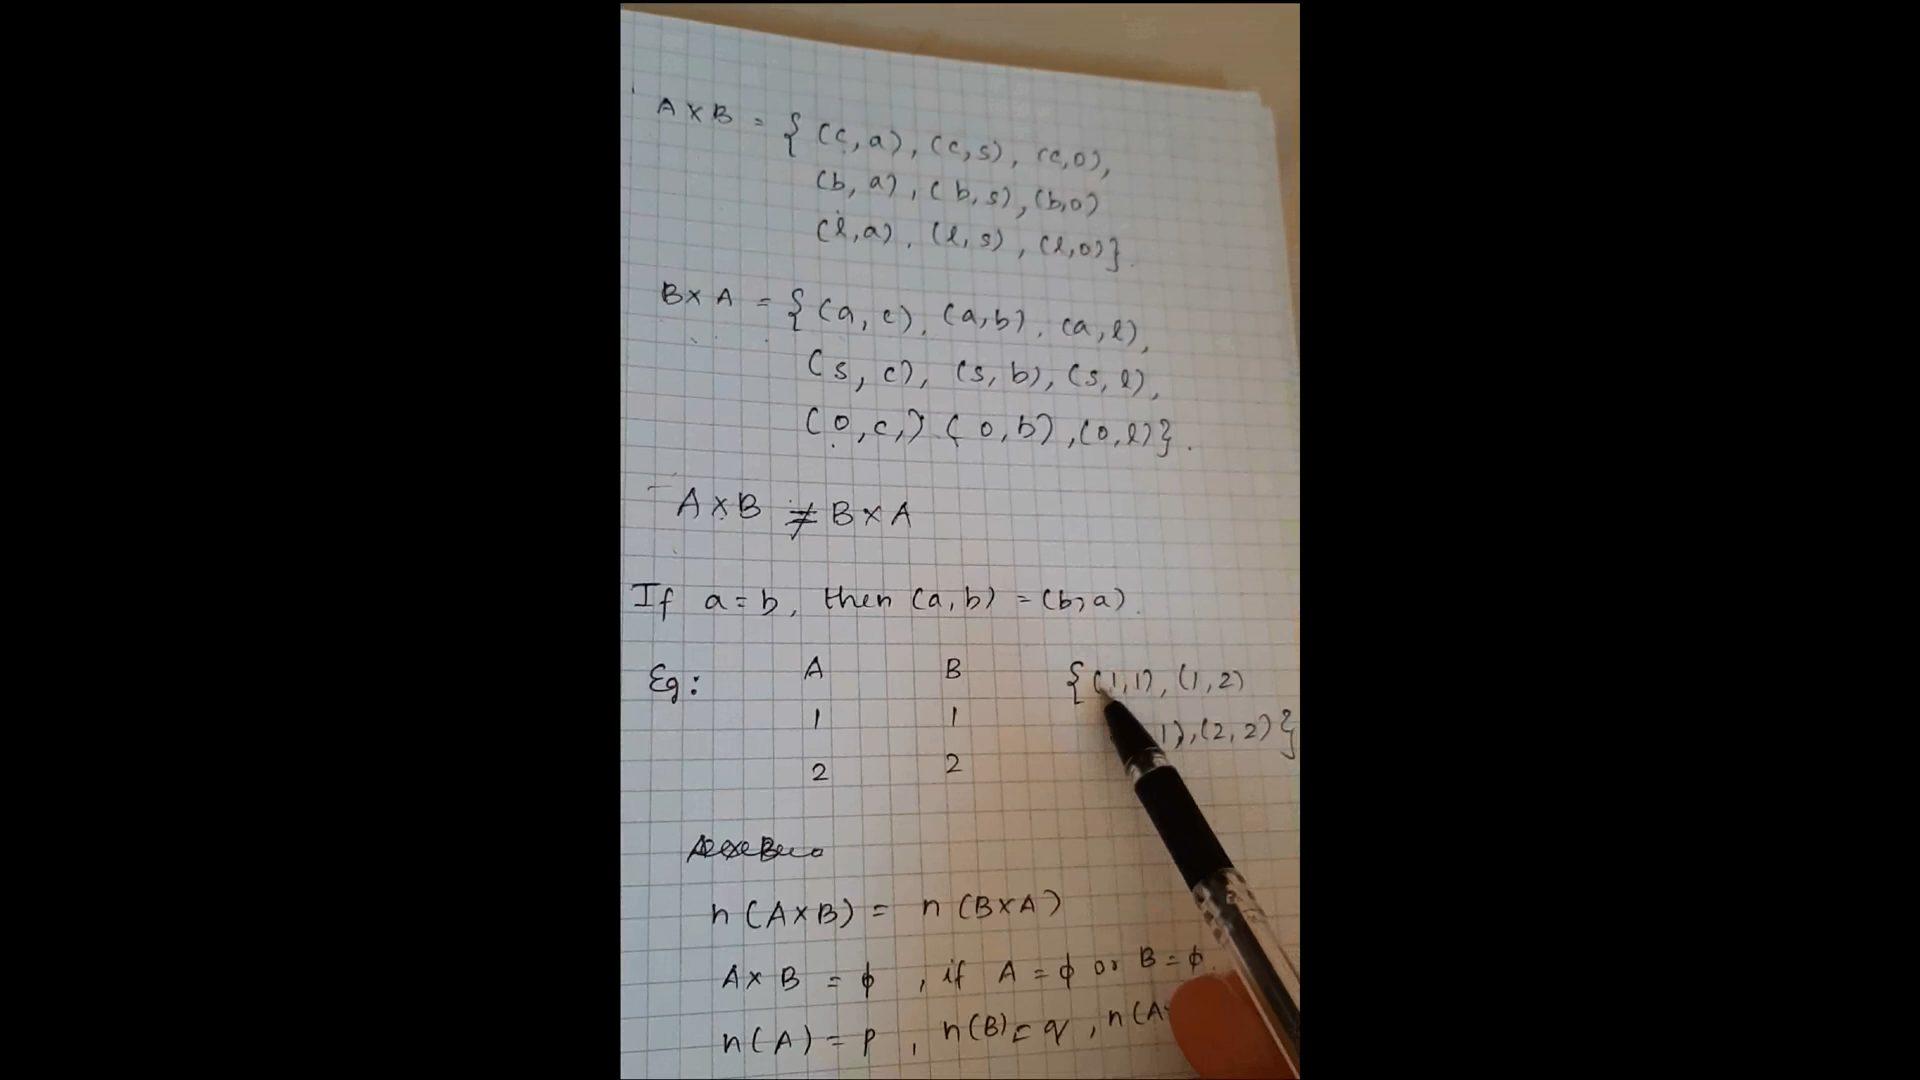 A × B = { (c, a), (c, s), (c, o),
(b, a), (b, s), (b, o)
(l, a), (l, s), (l, o) }.
B × A = { (a, c), (a, b), (a, l),
(s, c), (s, b), (s, l),
(o, c,) (o, b), (o, l) }.
A × B ≠ B × A
If a = b, then (a, b) = (b, a).
Eg: A B { (1, 1), (1, 2)
1 1 1), (2, 2) }
2 2
n (A × B) = n (B × A)
A × B = ϕ , if A = ϕ or B = ϕ.
n (A) = p , n (B) = q , n (A